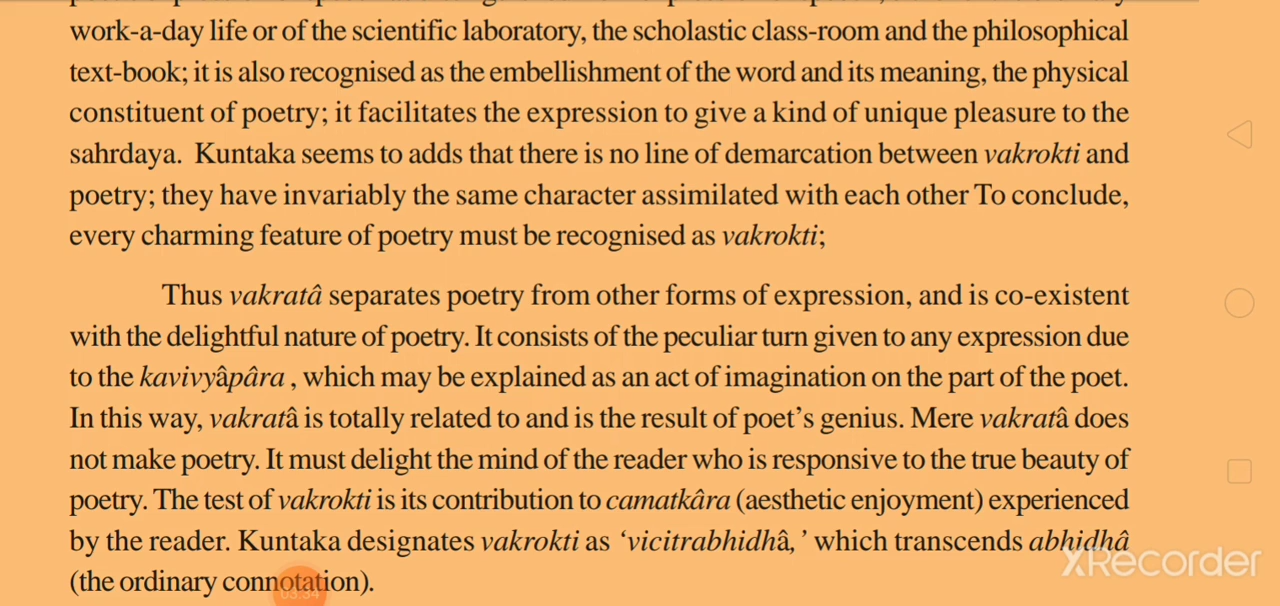 work-a-day life or of the scientific laboratory, the scholastic class-room and the philosophical
text-book; it is also recognised as the embellishment of the word and its meaning, the physical
constituent of poetry; it facilitates the expression to give a kind of unique pleasure to the
sahrdaya. Kuntaka seems to adds that there is no line of demarcation between vakrokti and
poetry; they have invariably the same character assimilated with each other To conclude,
every charming feature of poetry must be recognised as vakrokti;
Thus vakratâ separates poetry from other forms of expression, and is co-existent
with the delightful nature of poetry. It consists of the peculiar turn given to any expression due
to the kavivyâpâra , which may be explained as an act of imagination on the part of the poet.
In this way, vakratâ is totally related to and is the result of poet's genius. Mere vakratâ does
not make poetry. It must delight the mind of the reader who is responsive to the true beauty of
poetry. The test of vakrokti is its contribution to camatkâra (aesthetic enjoyment) experienced
by the reader. Kuntaka designates vakrokti as ‘vicitrabhidhâ, ’ which transcends abhidhâ
XRecorder
(the ordinary connotation).
03:34